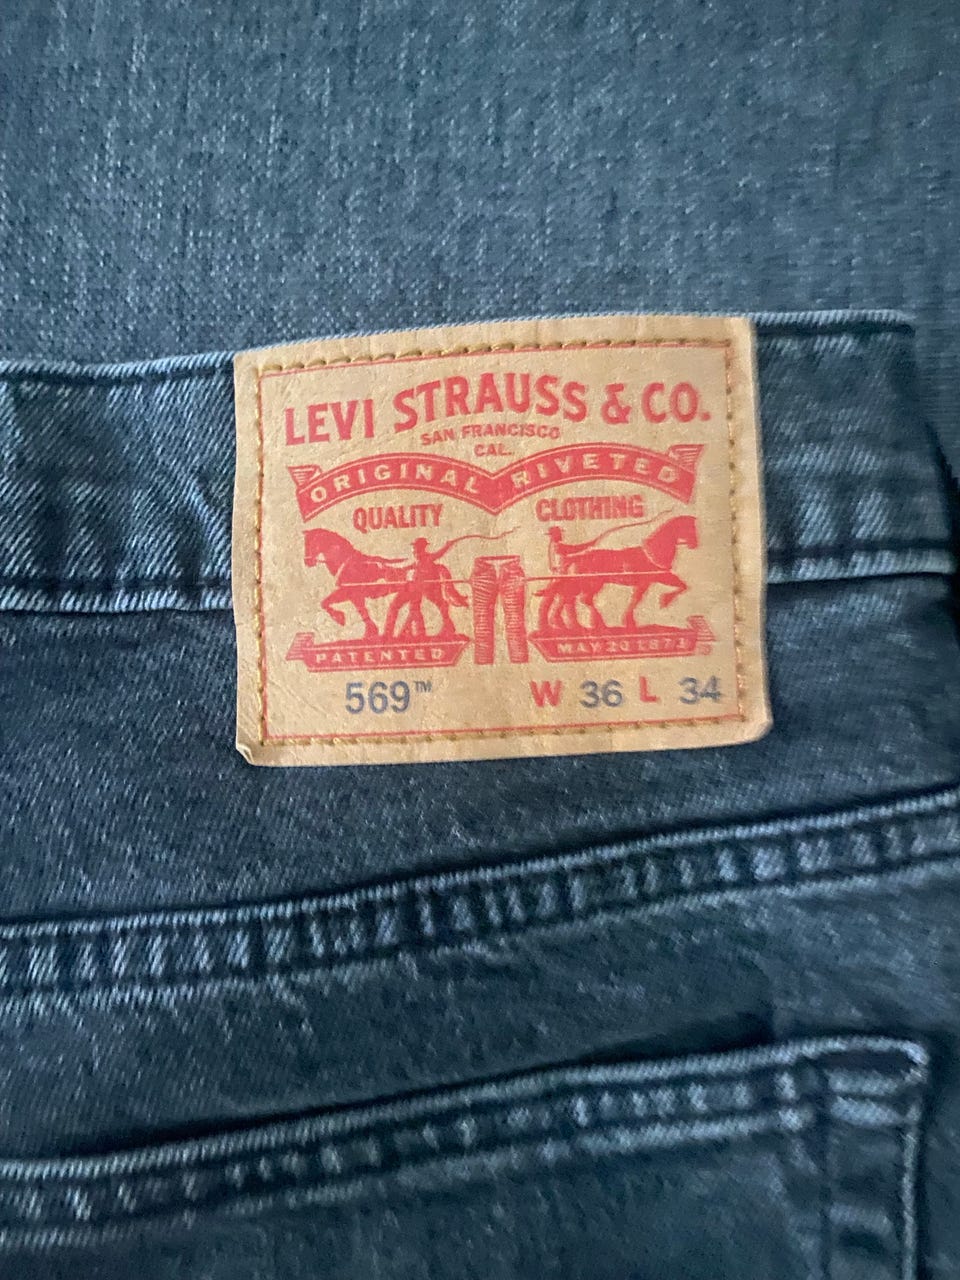 LEVI STRAUSS & CO.
SAN FRANCISCO
CAL.
ORIGINAL RIVETED
QUALITY CLOTHING
PATENTED MAY 20 1873
569™ W 36 L 34